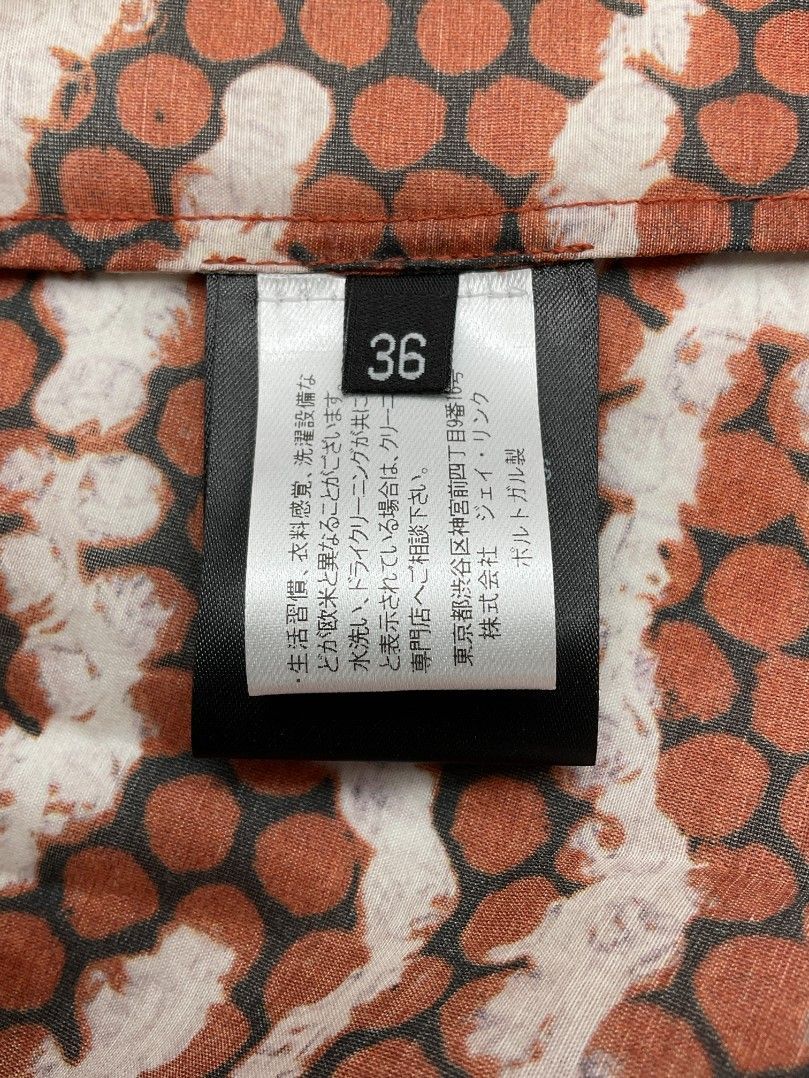 36
・生活習慣、衣料感覚、洗濯設備な
どが欧米と異なることがございます
水洗い、ドライクリーニングが共に
と表示されている場合は、クリーニ
専門店へご相談下さい。
東京都渋谷区神宮前四丁目9番16号
株式会社 ジェイ・リンク
ポルトガル製